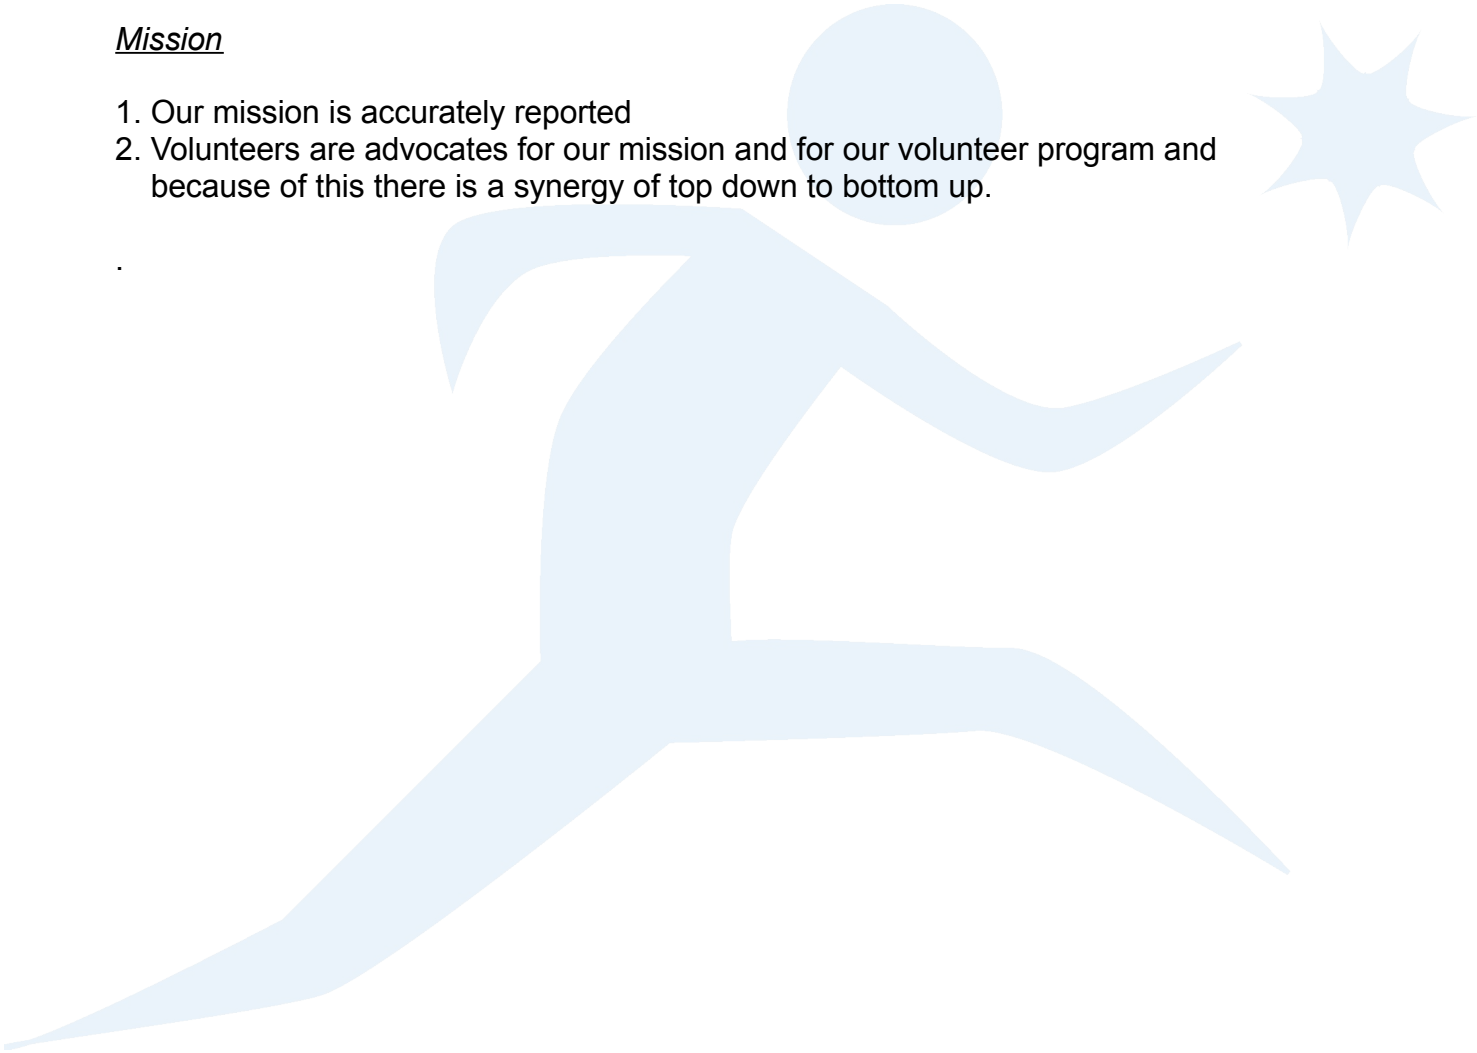 Mission
1. Our mission is accurately reported
2. Volunteers are advocates for our mission and for our volunteer program and
because of this there is a synergy of top down to bottom up.
.